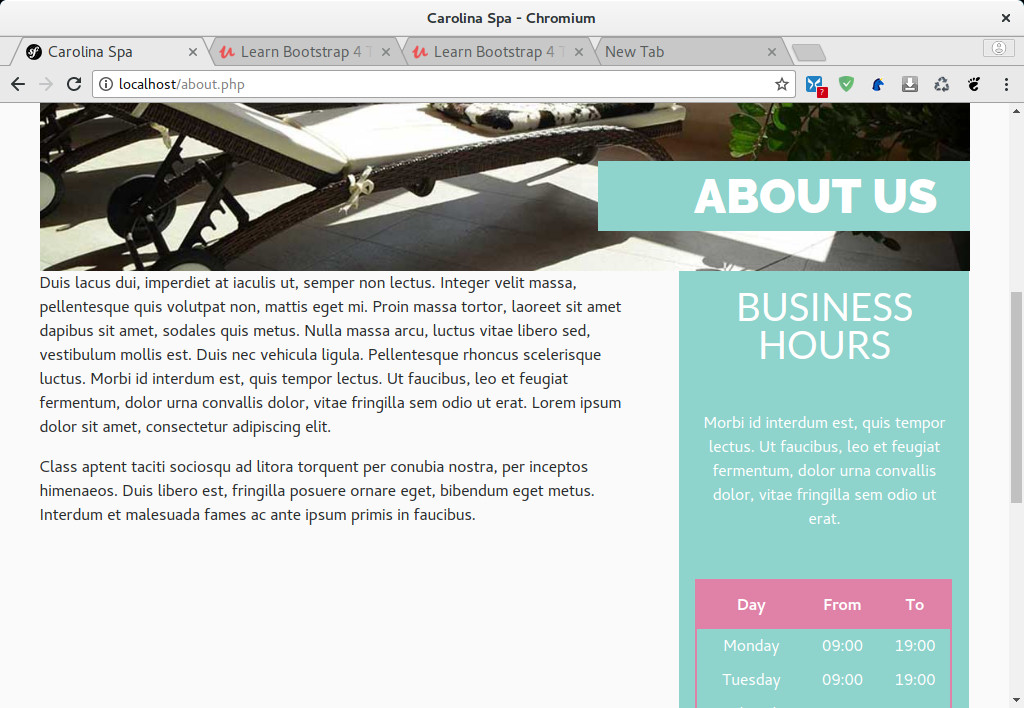 Carolina Spa - Chromium
Carolina Spa
Learn Bootstrap 4 T
Learn Bootstrap 4 T
New Tab
localhost/about.php
?
ABOUT US
Duis lacus dui, imperdiet at iaculis ut, semper non lectus. Integer velit massa,
pellentesque quis volutpat non, mattis eget mi. Proin massa tortor, laoreet sit amet
dapibus sit amet, sodales quis metus. Nulla massa arcu, luctus vitae libero sed,
vestibulum mollis est. Duis nec vehicula ligula. Pellentesque rhoncus scelerisque
luctus. Morbi id interdum est, quis tempor lectus. Ut faucibus, leo et feugiat
fermentum, dolor urna convallis dolor, vitae fringilla sem odio ut erat. Lorem ipsum
dolor sit amet, consectetur adipiscing elit.
Class aptent taciti sociosqu ad litora torquent per conubia nostra, per inceptos
himenaeos. Duis libero est, fringilla posuere ornare eget, bibendum eget metus.
Interdum et malesuada fames ac ante ipsum primis in faucibus.
BUSINESS
HOURS
Morbi id interdum est, quis tempor
lectus. Ut faucibus, leo et feugiat
fermentum, dolor urna convallis
dolor, vitae fringilla sem odio ut
erat.
Day From To
Monday 09:00 19:00
Tuesday 09:00 19:00